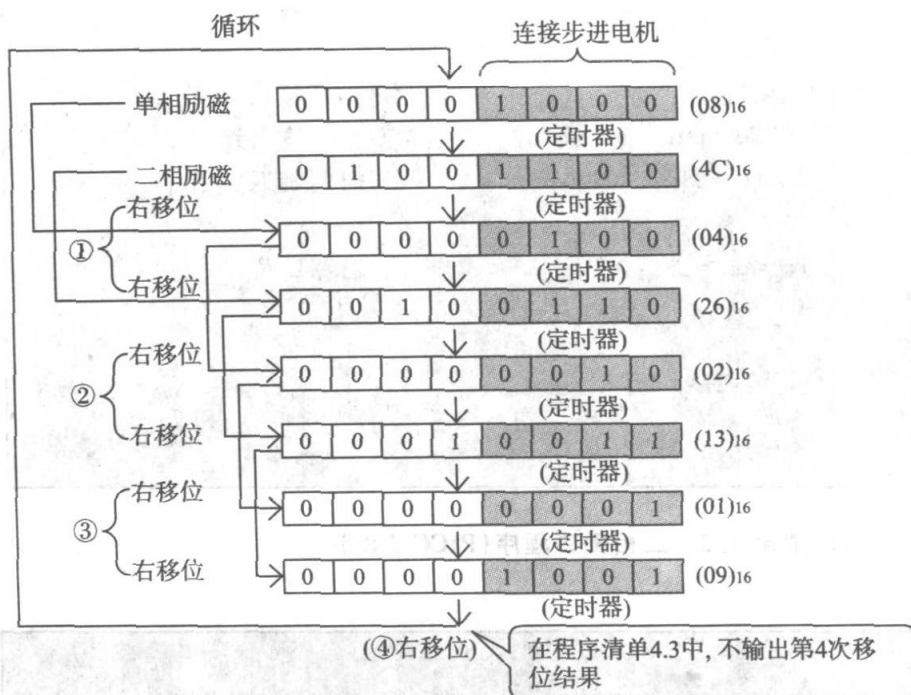 循环
连接步进电机
单相励磁 0 0 0 0 1 0 0 0 (08)16
(定时器)
二相励磁 0 1 0 0 1 1 0 0 (4C)16
(定时器)
右移位
① 0 0 0 0 0 1 0 0 (04)16
(定时器)
右移位 0 0 1 0 0 1 1 0 (26)16
(定时器)
右移位 0 0 0 0 0 0 1 0 (02)16
②
(定时器)
右移位 0 0 0 1 0 0 1 1 (13)16
(定时器)
右移位 0 0 0 0 0 0 0 1 (01)16
③
(定时器)
右移位 0 0 0 0 1 0 0 1 (09)16
(定时器)
(④右移位)
在程序清单4.3中, 不输出第4次移
位结果